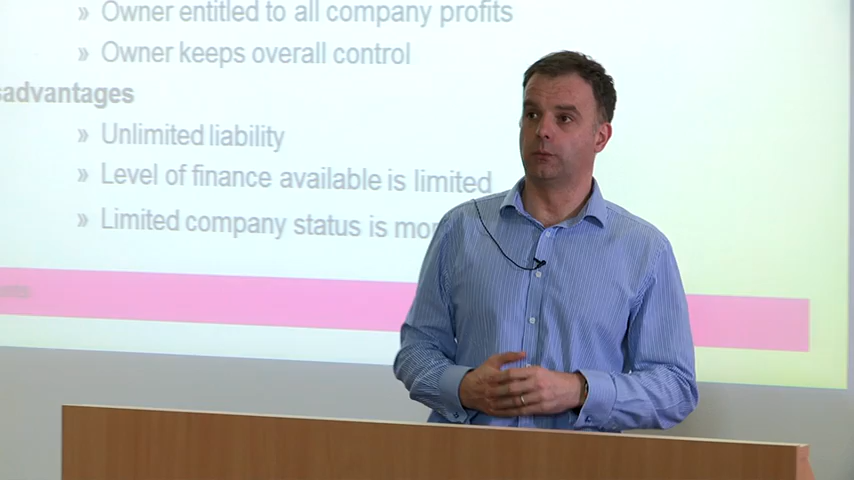 » Owner entitled to all company profits
» Owner keeps overall control
sadvantages
» Unlimited liability
» Level of finance available is limited
» Limited company status is mor